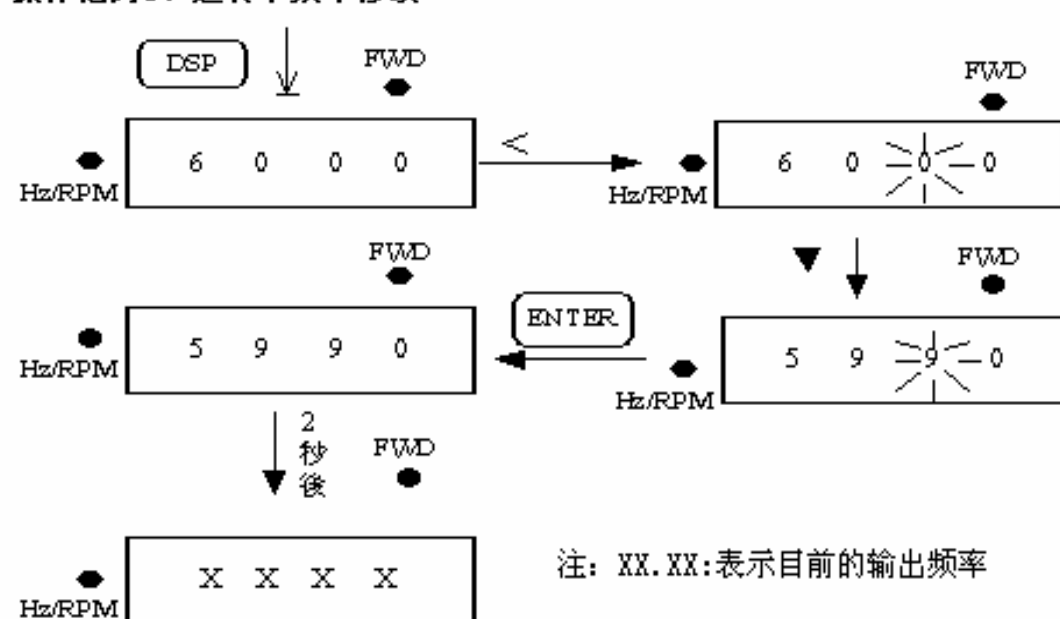 DSP
FWD
Hz/RPM
6 0 0 0
<
FWD
Hz/RPM
6 0 0 0
▼
FWD
Hz/RPM
5 9 9 0
ENTER
FWD
Hz/RPM
5 9 9 0
2
秒
後
FWD
Hz/RPM
X X X X
注: XX.XX:表示目前的输出频率